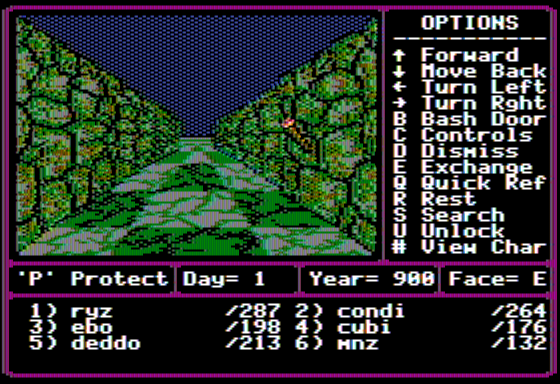 OPTIONS
-------------
↑ Forward
↓ Move Back
← Turn Left
→ Turn Rght
B Bash Door
C Controls
D Dismiss
E Exchange
Q Quick Ref
R Rest
S Search
U Unlock
# View Char
'P' Protect Day= 1 Year= 900 Face= E
1) ryz /287 2) condi /264
3) ebo /198 4) cubi /176
5) deddo /213 6) mnz /132